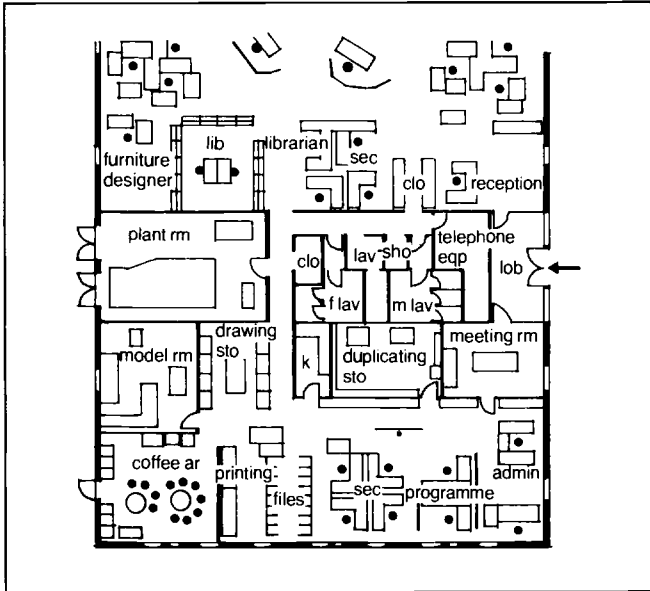 lib
librarian
sec
furniture
designer
clo
reception
plant rm
lav
sho
telephone
eqp
clo
lob
f lav
m lav
drawing
sto
model rm
k
duplicating
sto
meeting rm
coffee ar
printing
files
sec
programme
admin